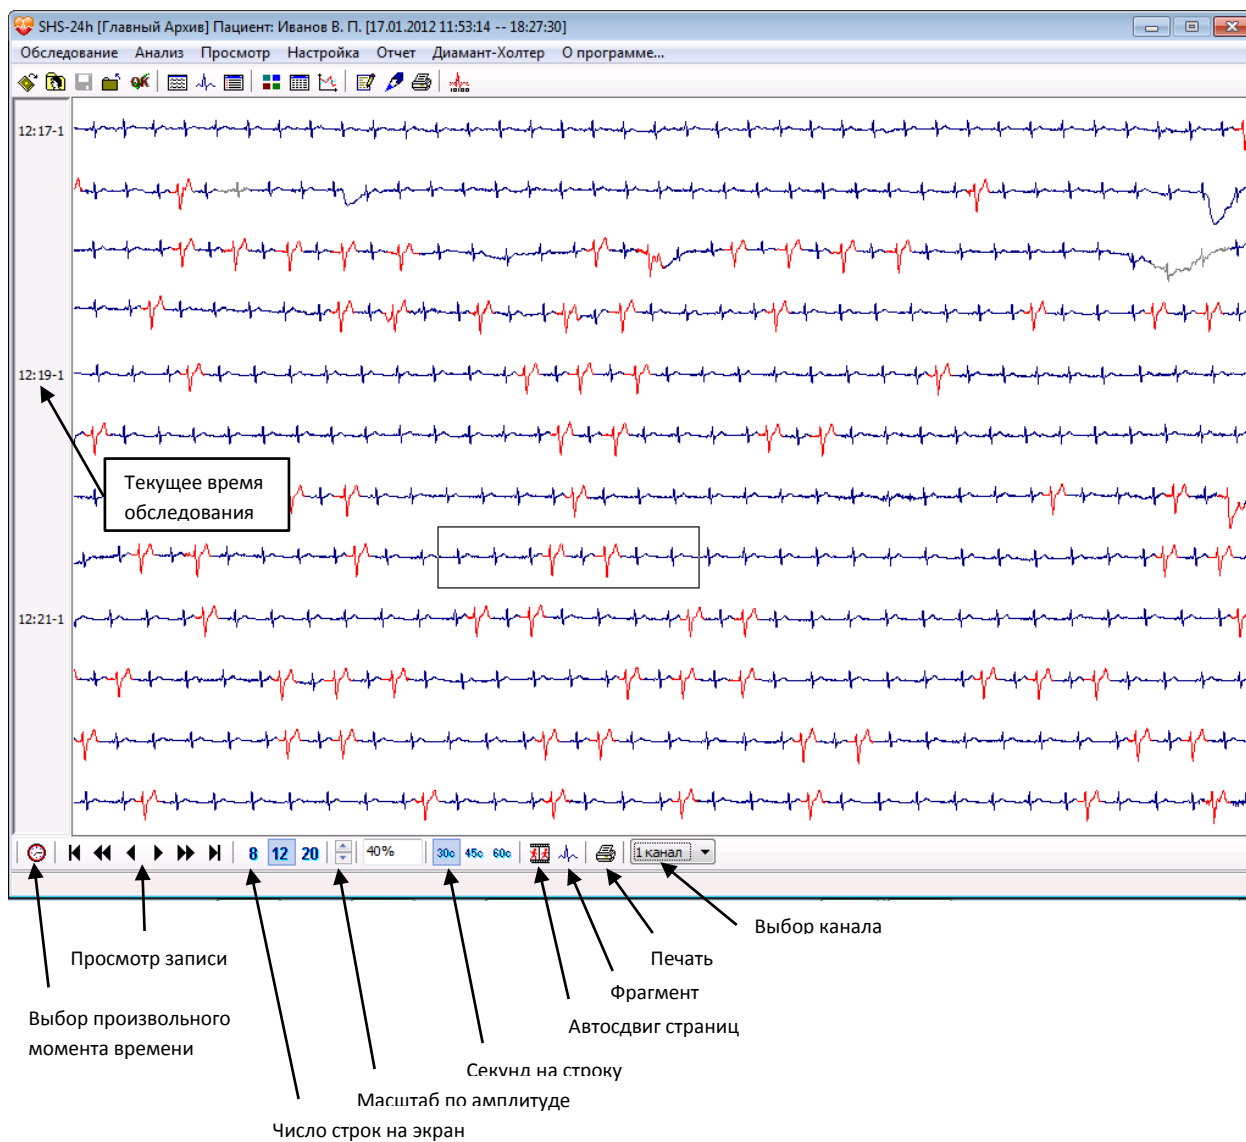 SHS-24h [Главный Архив] Пациент: Иванов В. П. [17.01.2012 11:53:14 -- 18:27:30]
Обследование Анализ Просмотр Настройка Отчет Диамант-Холтер О программе...
12:17-1
12:19-1
Текущее время
обследования
12:21-1
8 12 20 40% 30с 45с 60с 1 канал
Выбор канала
Просмотр записи
Печать
Фрагмент
Выбор произвольного
момента времени
Автосдвиг страниц
Секунд на строку
Масштаб по амплитуде
Число строк на экран